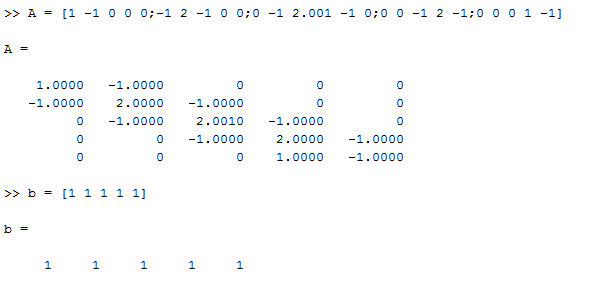 >> A = [1 -1 0 0 0;-1 2 -1 0 0;0 -1 2.001 -1 0;0 0 -1 2 -1;0 0 0 1 -1]
A =
1.0000 -1.0000 0 0 0
-1.0000 2.0000 -1.0000 0 0
0 -1.0000 2.0010 -1.0000 0
0 0 -1.0000 2.0000 -1.0000
0 0 0 1.0000 -1.0000
>> b = [1 1 1 1 1]
b =
1 1 1 1 1